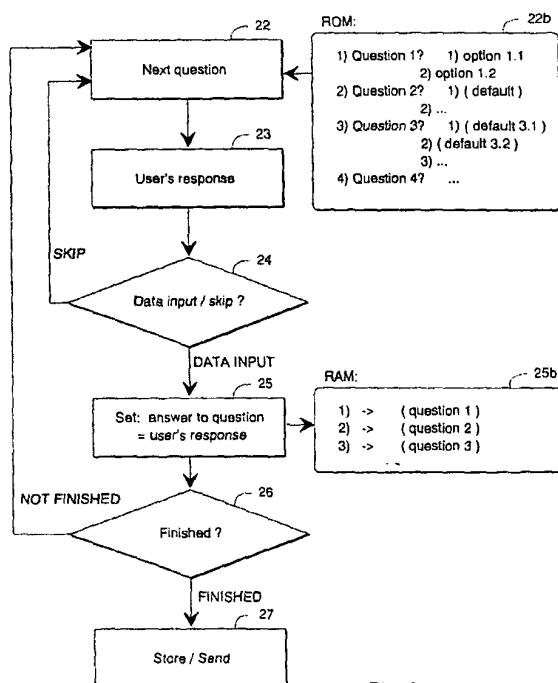 22
Next question
ROM:
22b
1) Question 1? 1) option 1.1
2) option 1.2
2) Question 2? 1) ( default )
2) ...
3) Question 3? 1) (default 3.1 )
2) ( default 3.2 )
3) ...
4) Question 4? ...
23
User's response
SKIP
24
Data input / skip ?
DATA INPUT
25
Set: answer to question
= user's response
RAM:
25b
1) -> ( question 1 )
2) -> ( question 2 )
3) -> ( question 3 )
NOT FINISHED
26
Finished ?
FINISHED
27
Store / Send